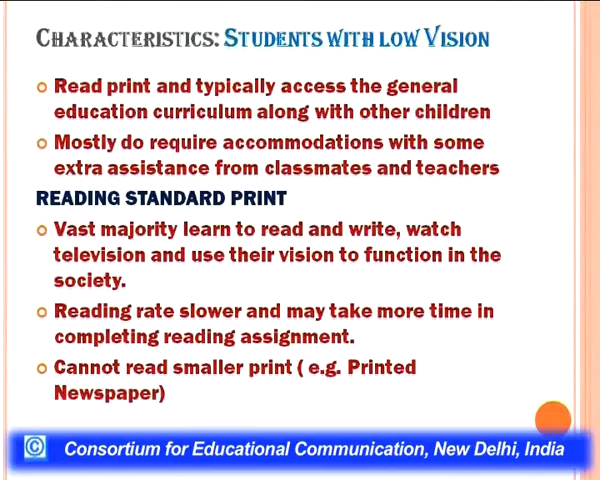 CHARACTERISTICS: STUDENTS WITH LOW VISION
Read print and typically access the general
education curriculum along with other children
Mostly do require accommodations with some
extra assistance from classmates and teachers
READING STANDARD PRINT
Vast majority learn to read and write, watch
television and use their vision to function in the
society.
Reading rate slower and may take more time in
completing reading assignment.
Cannot read smaller print ( e.g. Printed
Newspaper)
© Consortium for Educational Communication, New Delhi, India